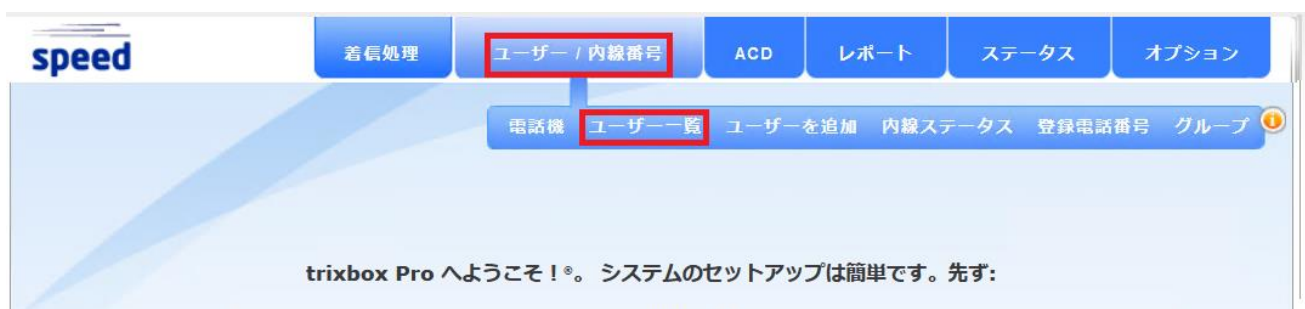 speed 着信処理 ユーザー / 内線番号 ACD レポート ステータス オプション
電話機 ユーザー一覧 ユーザーを追加 内線ステータス 登録電話番号 グループ
trixbox Pro へようこそ！®。 システムのセットアップは簡単です。先ず: